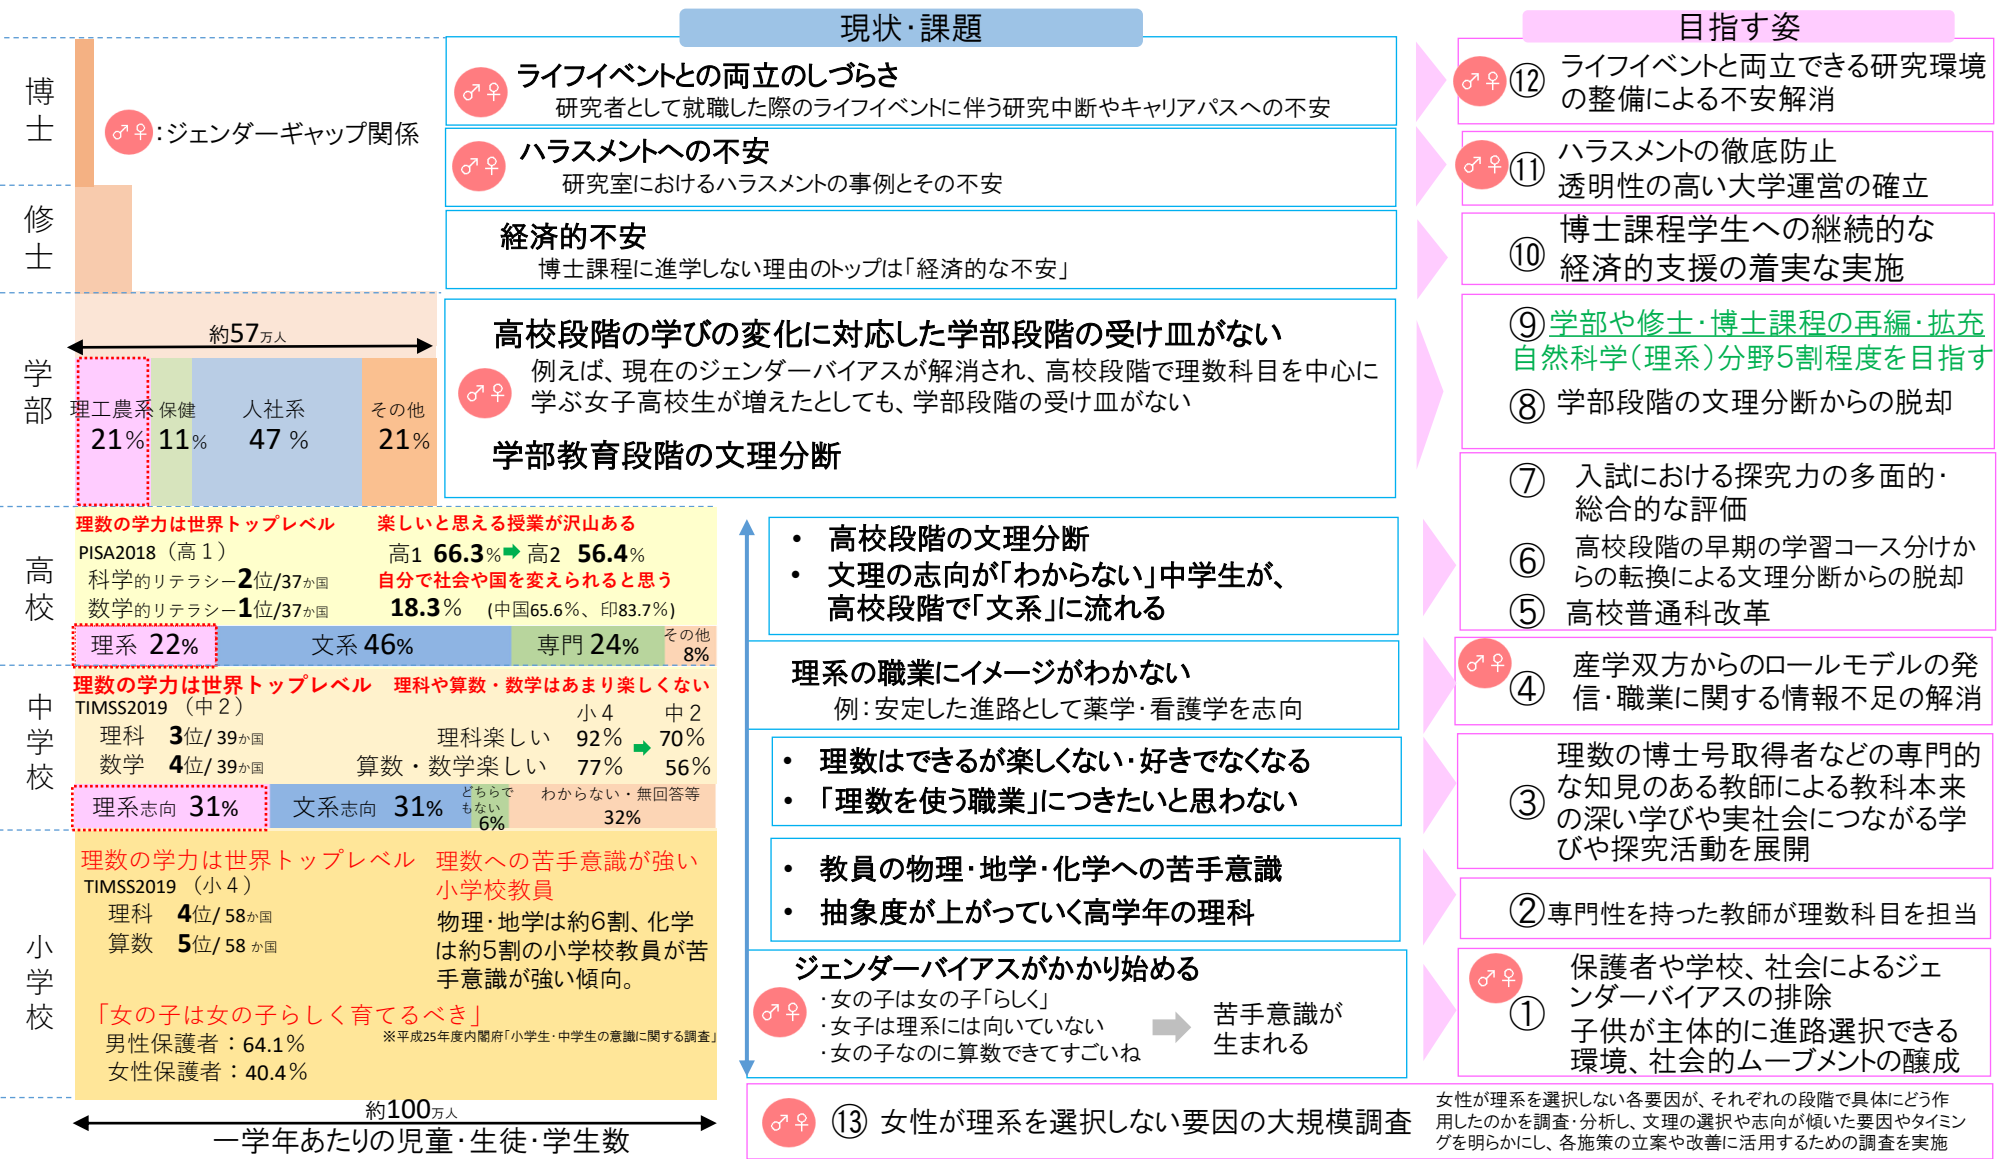 現状・課題
目指す姿
博士
♂♀:ジェンダーギャップ関係
修士
学部
約57万人
理工農系 21%
保健 11%
人社系 47 %
その他 21%
高校
理数の学力は世界トップレベル
PISA2018（高１）
科学的リテラシー2位/37か国
数学的リテラシー1位/37か国
楽しいと思える授業が沢山ある
高1 66.3%➡高2 56.4%
自分で社会や国を変えられると思う
18.3% (中国65.6%、印83.7%)
理系 22%
文系 46%
専門 24%
その他 8%
中学校
理数の学力は世界トップレベル
TIMSS2019（中２）
理科 3位/ 39か国
数学 4位/ 39か国
理科や算数・数学はあまり楽しくない
小４ 中２
理科楽しい 92% ➡ 70%
算数・数学楽しい 77% 56%
理系志向 31%
文系志向 31%
どちらで
もない
6%
わからない・無回答等
32%
小学校
理数の学力は世界トップレベル
TIMSS2019（小４）
理科 4位/ 58か国
算数 5位/ 58 か国
理数への苦手意識が強い
小学校教員
物理・地学は約6割、化学
は約5割の小学校教員が苦
手意識が強い傾向。
「女の子は女の子らしく育てるべき」
男性保護者：64.1%
女性保護者：40.4%
※平成25年度内閣府「小学生・中学生の意識に関する調査」
約100万人
一学年あたりの児童・生徒・学生数
♂♀ ライフイベントとの両立のしづらさ
研究者として就職した際のライフイベントに伴う研究中断やキャリアパスへの不安
♂♀ ハラスメントへの不安
研究室におけるハラスメントの事例とその不安
経済的不安
博士課程に進学しない理由のトップは「経済的な不安」
高校段階の学びの変化に対応した学部段階の受け皿がない
♂♀ 例えば、現在のジェンダーバイアスが解消され、高校段階で理数科目を中心に
学ぶ女子高校生が増えたとしても、学部段階の受け皿がない
学部教育段階の文理分断
• 高校段階の文理分断
• 文理の志向が「わからない」中学生が、
高校段階で「文系」に流れる
理系の職業にイメージがわかない
例：安定した進路として薬学・看護学を志向
• 理数はできるが楽しくない・好きでなくなる
• 「理数を使う職業」につきたいと思わない
• 教員の物理・地学・化学への苦手意識
• 抽象度が上がっていく高学年の理科
ジェンダーバイアスがかかり始める
♂♀
・女の子は女の子「らしく」
・女子は理系には向いていない
・女の子なのに算数できてすごいね
苦手意識が
生まれる
♂♀ ⑫ ライフイベントと両立できる研究環境
の整備による不安解消
♂♀ ⑪ ハラスメントの徹底防止
透明性の高い大学運営の確立
⑩ 博士課程学生への継続的な
経済的支援の着実な実施
⑨学部や修士・博士課程の再編・拡充
自然科学（理系）分野5割程度を目指す
⑧ 学部段階の文理分断からの脱却
⑦ 入試における探究力の多面的・
総合的な評価
⑥ 高校段階の早期の学習コース分けか
らの転換による文理分断からの脱却
⑤ 高校普通科改革
♂♀ ④ 産学双方からのロールモデルの発
信・職業に関する情報不足の解消
③ 理数の博士号取得者などの専門的
な知見のある教師による教科本来
の深い学びや実社会につながる学
びや探究活動を展開
②専門性を持った教師が理数科目を担当
♂♀ ① 保護者や学校、社会によるジェ
ンダーバイアスの排除
子供が主体的に進路選択できる
環境、社会的ムーブメントの醸成
♂♀ ⑬ 女性が理系を選択しない要因の大規模調査
女性が理系を選択しない各要因が、それぞれの段階で具体にどう作
用したのかを調査・分析し、文理の選択や志向が傾いた要因やタイミン
グを明らかにし、各施策の立案や改善に活用するための調査を実施